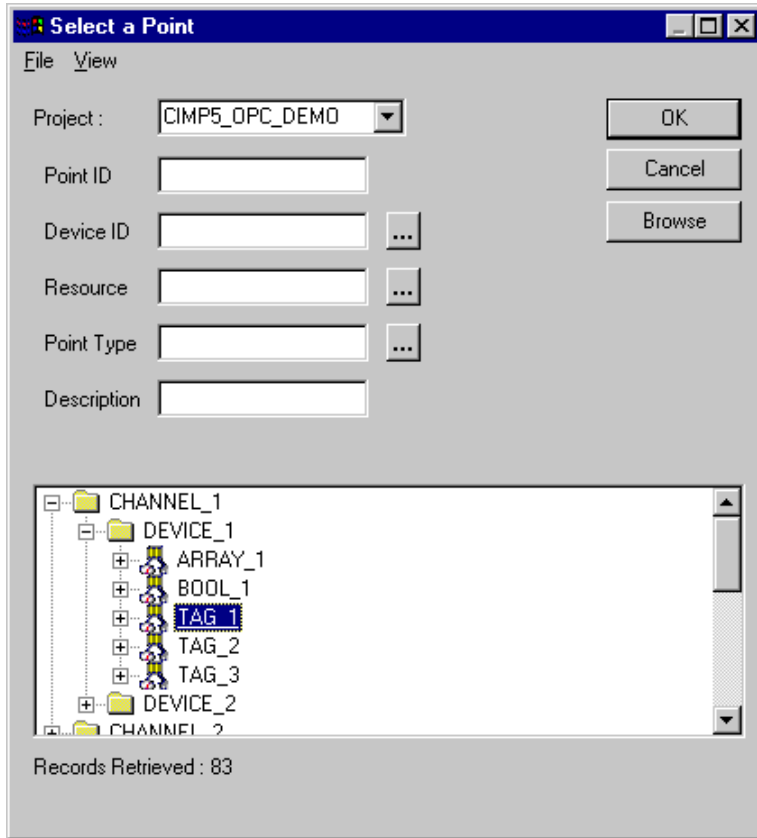 Select a Point
File View
Project : CIMP5_OPC_DEMO OK
Point ID Cancel
Device ID ... Browse
Resource ...
Point Type ...
Description
CHANNEL_1
DEVICE_1
ARRAY_1
BOOL_1
TAG_1
TAG_2
TAG_3
DEVICE_2
CHANNEL_2
Records Retrieved : 83